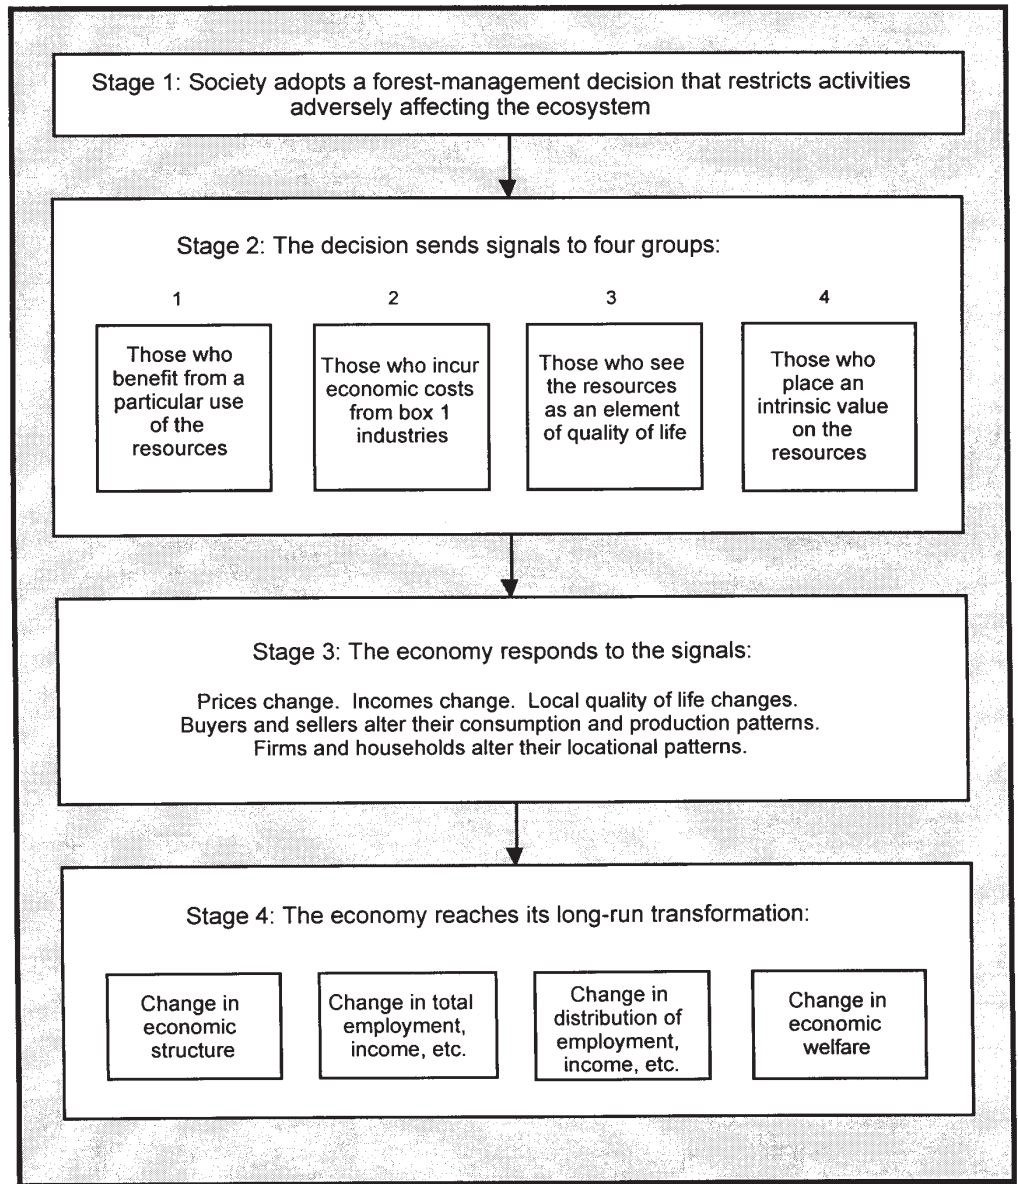 Stage 1: Society adopts a forest-management decision that restricts activities
adversely affecting the ecosystem
Stage 2: The decision sends signals to four groups:
1
2
3
4
Those who
benefit from a
particular use
of the
resources
Those who incur
economic costs
from box 1
industries
Those who see
the resources
as an element
of quality of life
Those who
place an
intrinsic value
on the
resources
Stage 3: The economy responds to the signals:
Prices change. Incomes change. Local quality of life changes.
Buyers and sellers alter their consumption and production patterns.
Firms and households alter their locational patterns.
Stage 4: The economy reaches its long-run transformation:
Change in
economic
structure
Change in total
employment,
income, etc.
Change in
distribution of
employment,
income, etc.
Change in
economic
welfare